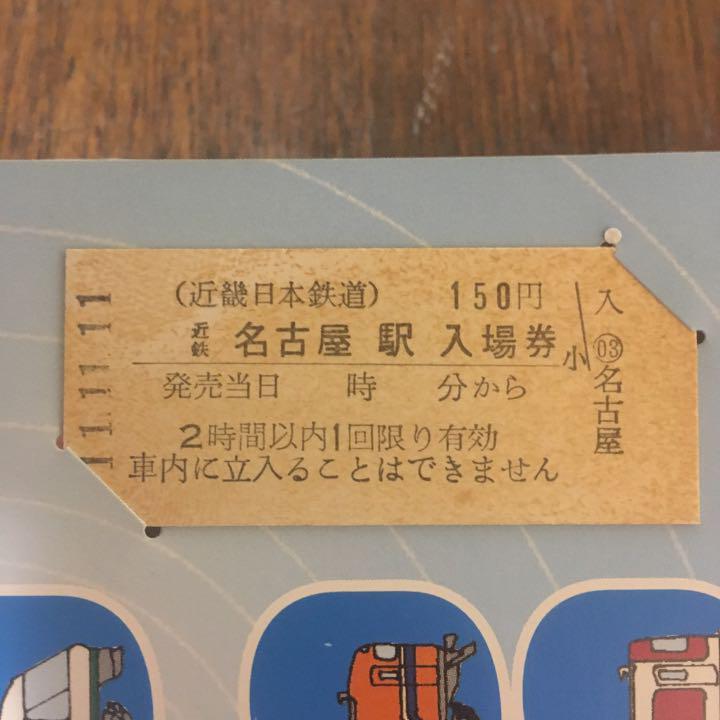 11.11.11
(近畿日本鉄道) 150円
近鉄 名古屋駅 入場券
小
発売当日 時 分から
2時間以内1回限り有効
車内に立入ることはできません
入 03 名古屋